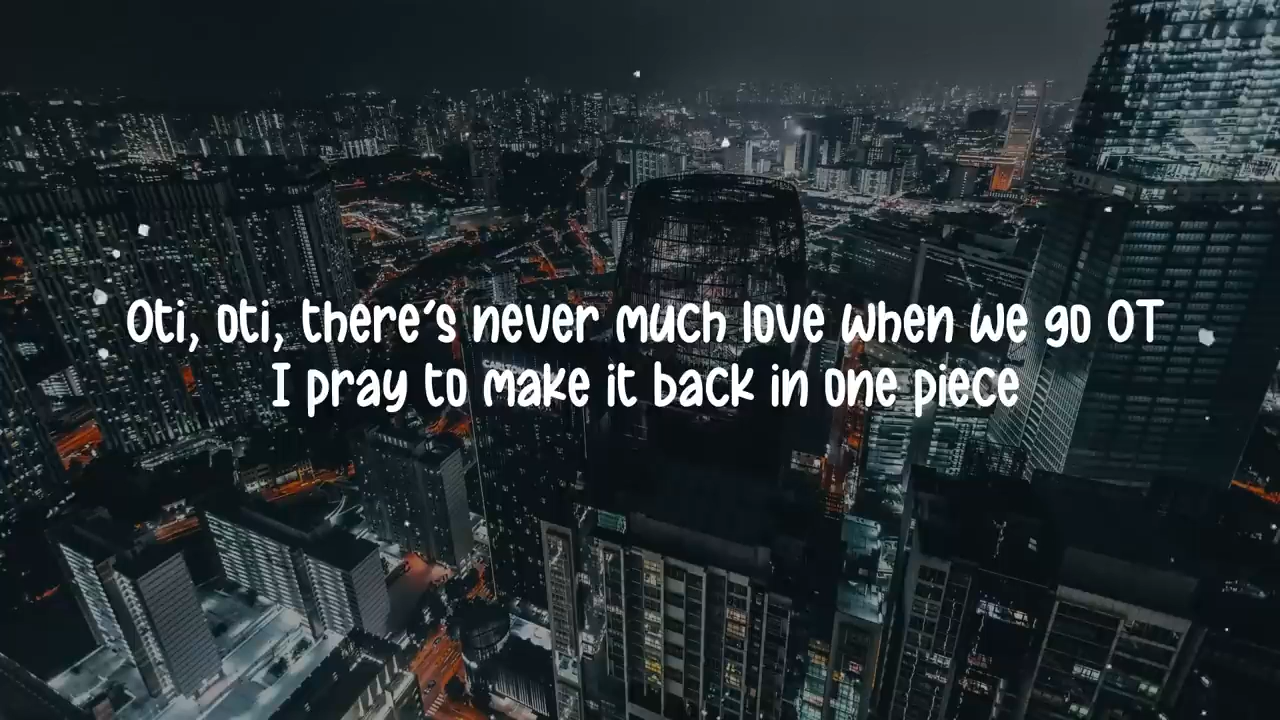 Oti, oti, there's never much love when we go OT
I pray to make it back in one piece